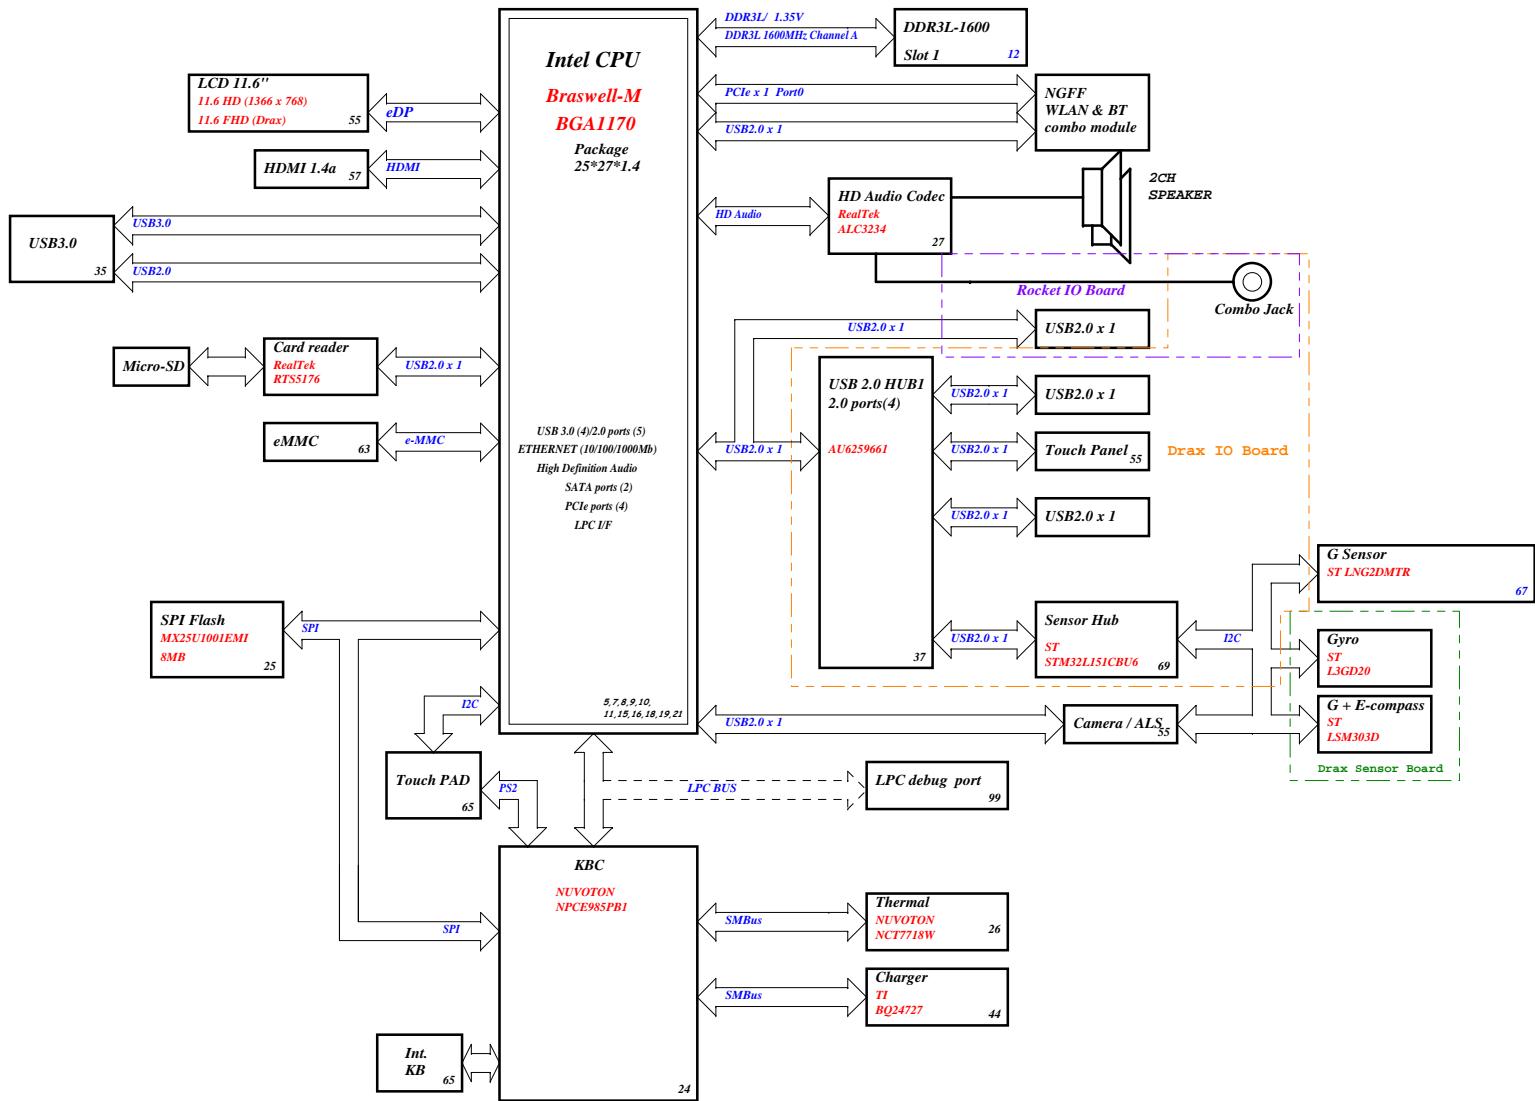 DDR3L/ 1.35V
DDR3L 1600MHz Channel A
DDR3L-1600
Slot 1
12
Intel CPU
Braswell-M
BGA1170
Package
25*27*1.4
LCD 11.6"
11.6 HD (1366 x 768)
11.6 FHD (Drax)
55
eDP
PCIe x 1 Port0
USB2.0 x 1
NGFF
WLAN & BT
combo module
HDMI 1.4a
57
HDMI
2CH
SPEAKER
HD Audio
HD Audio Codec
RealTek
ALC3234
27
USB3.0
35
USB3.0
USB2.0
Rocket IO Board
Combo Jack
USB2.0 x 1
USB2.0 x 1
Micro-SD
Card reader
RealTek
RTS5176
USB2.0 x 1
USB 2.0 HUB1
2.0 ports(4)
AU6259661
37
USB2.0 x 1
USB2.0 x 1
eMMC
63
e-MMC
USB 3.0 (4)/2.0 ports (5)
ETHERNET (10/100/1000Mb)
High Definition Audio
SATA ports (2)
PCIe ports (4)
LPC I/F
USB2.0 x 1
USB2.0 x 1
Touch Panel
55
Drax IO Board
USB2.0 x 1
USB2.0 x 1
G Sensor
ST LNG2DMTR
67
SPI Flash
MX25U1001EMI
8MB
25
SPI
USB2.0 x 1
Sensor Hub
ST
STM32L151CBU6
69
I2C
Gyro
ST
L3GD20
G + E-compass
ST
LSM303D
Drax Sensor Board
5,7,8,9,10,
11,15,16,18,19,21
USB2.0 x 1
Camera / ALS
55
I2C
Touch PAD
65
PS2
LPC BUS
LPC debug port
99
KBC
NUVOTON
NPCE985PB1
24
SPI
SMBus
Thermal
NUVOTON
NCT7718W
26
SMBus
Charger
TI
BQ24727
44
Int.
KB
65